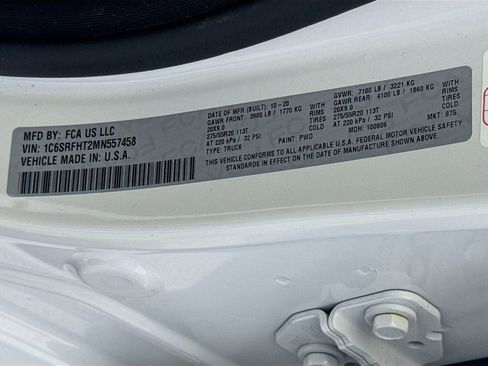 MFD BY: FCA US LLC
VIN: 1C6SRFHT2MN557458
VEHICLE MADE IN: U.S.A.
DATE OF MFR (BUILT): 10-20
GAWR FRONT: 3900 LB / 1770 KG
20X9.0
275/55R20 113T
AT 220 kPa / 32 PSI
TYPE: TRUCK
PAINT: PWD
WITH
RIMS
TIRES
COLD
GVWR: 7100 LB / 3221 KG
GAWR REAR: 4100 LB / 1860 KG
20X9.0
275/55R20 113T
AT 220 kPa / 32 PSI
MDH: 100806
WITH
RIMS
TIRES
COLD
MKT: 875
THIS VEHICLE CONFORMS TO ALL APPLICABLE U.S.A. FEDERAL MOTOR VEHICLE SAFETY
STANDARDS IN EFFECT ON THE DATE OF MANUFACTURE SHOWN ABOVE.